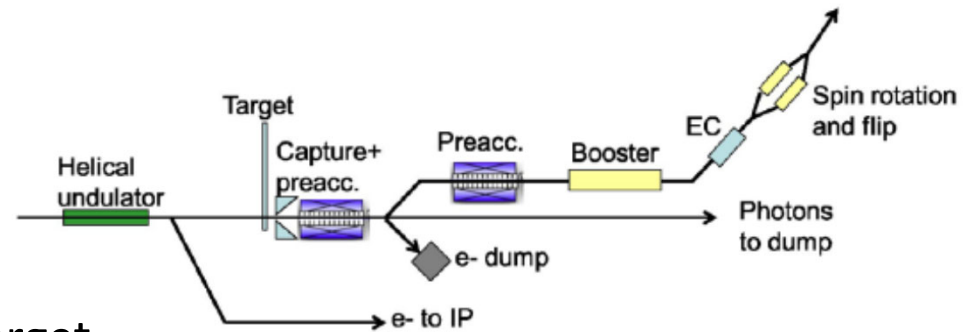 Target
Helical
undulator
Capture+
preacc.
Preacc.
Booster
EC
Spin rotation
and flip
Photons
to dump
e- dump
e- to IP